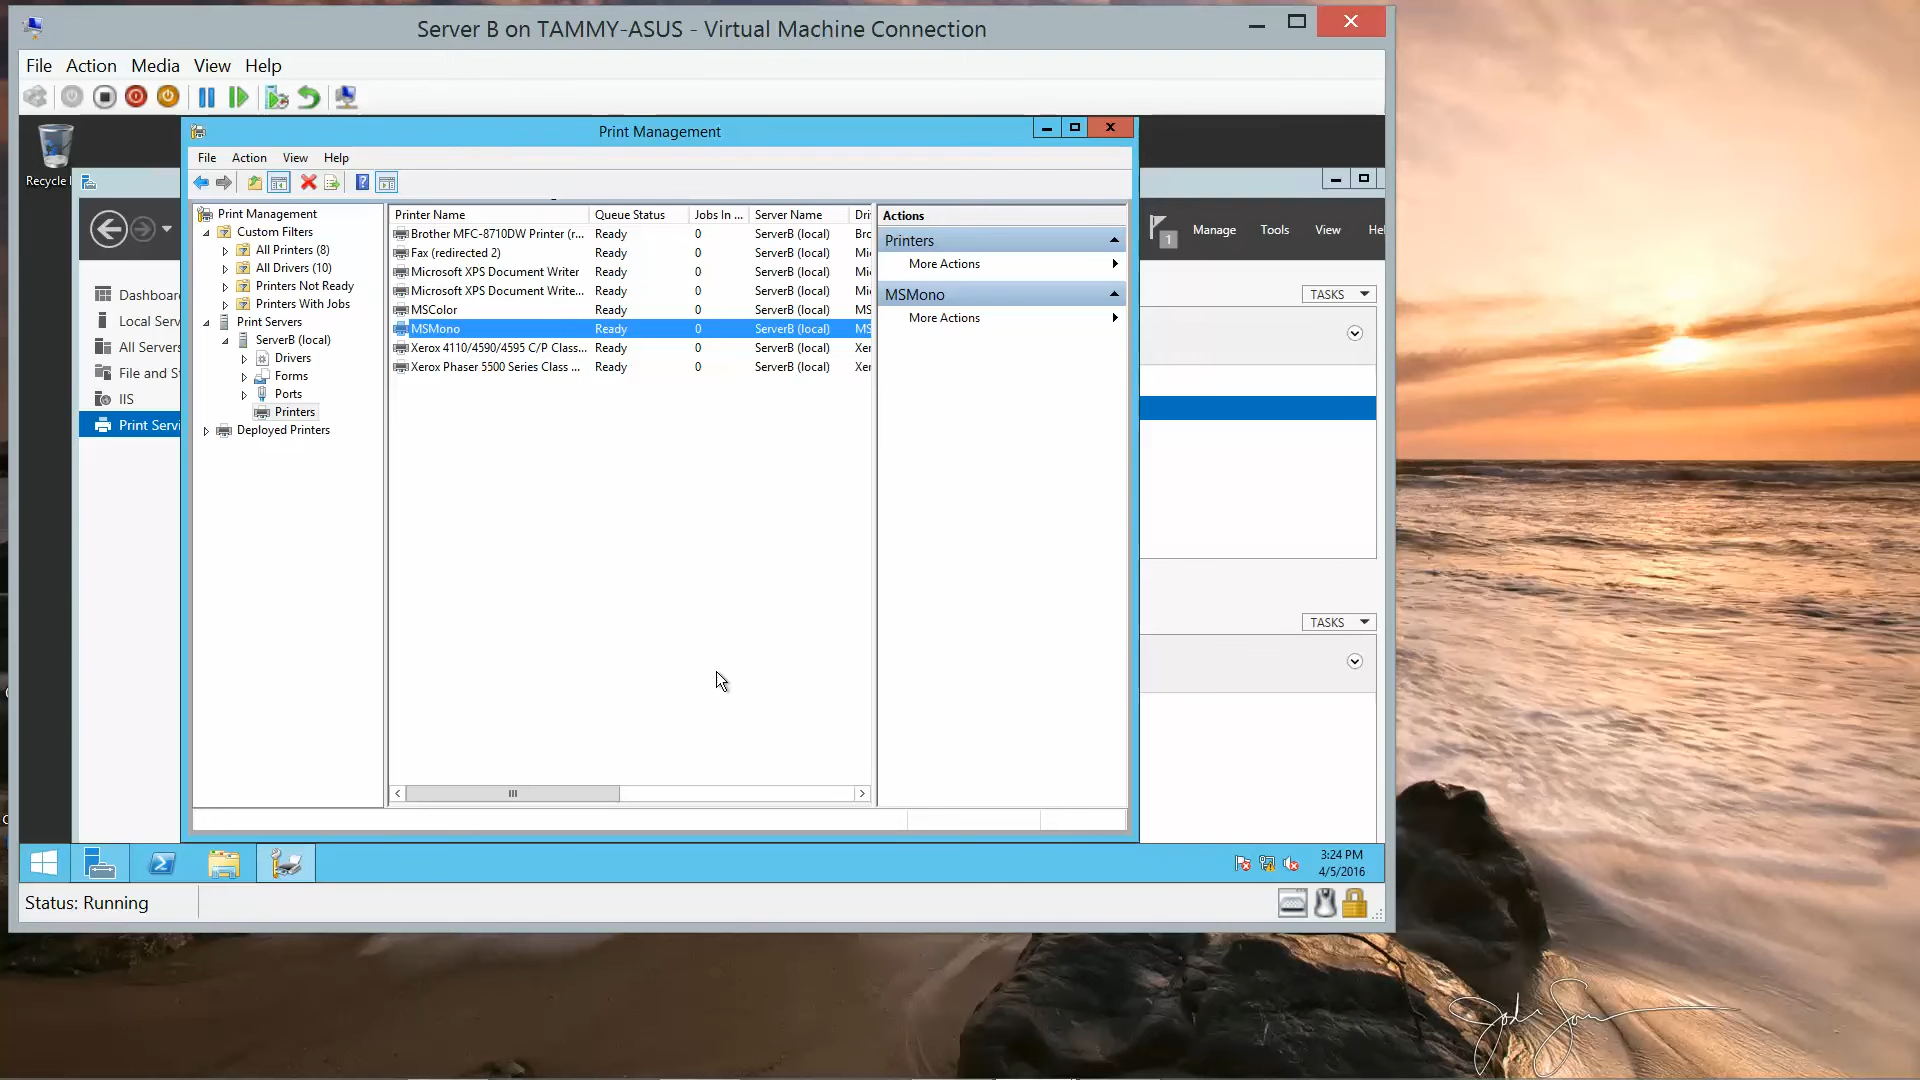 Server B on TAMMY-ASUS - Virtual Machine Connection
File Action Media View Help
Recycle
Print Management
File Action View Help
Print Management
Custom Filters
All Printers (8)
All Drivers (10)
Printers Not Ready
Printers With Jobs
Print Servers
ServerB (local)
Drivers
Forms
Ports
Printers
Deployed Printers
Printer Name Queue Status Jobs In ... Server Name Dri
Brother MFC-8710DW Printer (r... Ready 0 ServerB (local) Brc
Fax (redirected 2) Ready 0 ServerB (local) Mi
Microsoft XPS Document Writer Ready 0 ServerB (local) Mi
Microsoft XPS Document Write... Ready 0 ServerB (local) Mi
MSColor Ready 0 ServerB (local) MS
MSMono Ready 0 ServerB (local) MS
Xerox 4110/4590/4595 C/P Class... Ready 0 ServerB (local) Xer
Xerox Phaser 5500 Series Class ... Ready 0 ServerB (local) Xer
Actions
Printers
More Actions
MSMono
More Actions
Dashboar
Local Serv
All Servers
File and S
IIS
Print Servi
1 Manage Tools View Hel
TASKS
TASKS
3:24 PM
4/5/2016
Status: Running